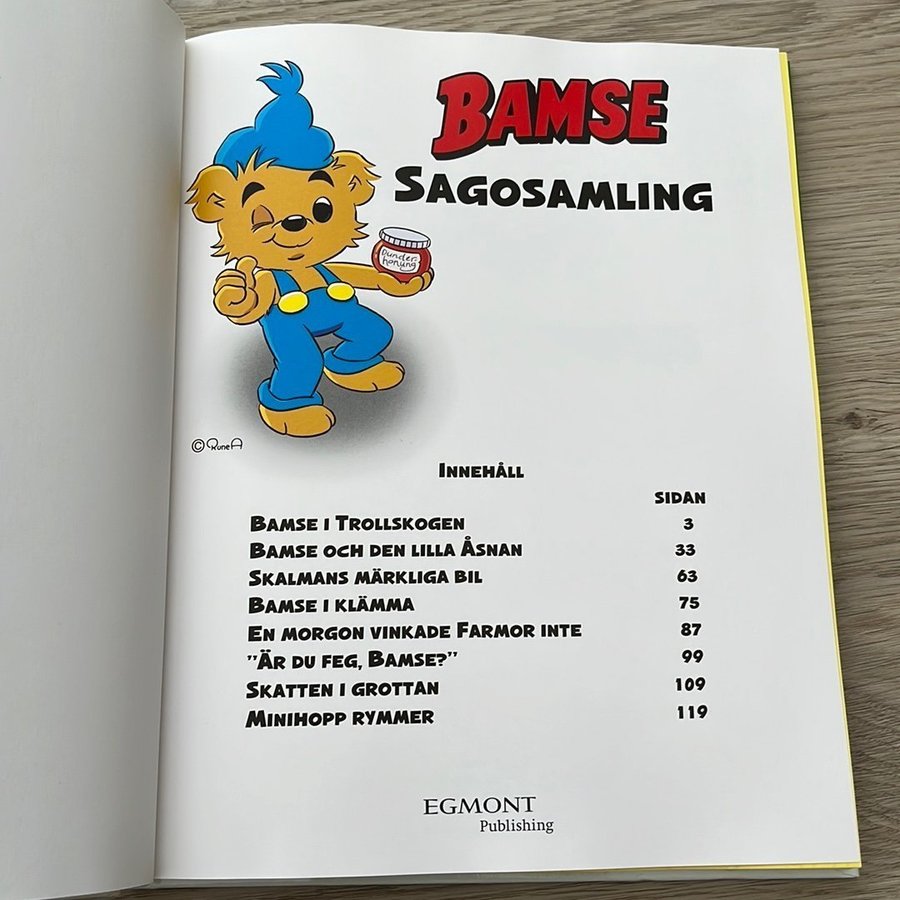 BAMSE
SAGOSAMLING
Dunder-
honung
© Rune A
INNEHÅLL
SIDAN
BAMSE I TROLLSKOGEN 3
BAMSE OCH DEN LILLA ÅSNAN 33
SKALMANS MÄRKLIGA BIL 63
BAMSE I KLÄMMA 75
EN MORGON VINKADE FARMOR INTE 87
"ÄR DU FEG, BAMSE?" 99
SKATTEN I GROTTAN 109
MINIHOPP RYMMER 119
EGMONT
Publishing